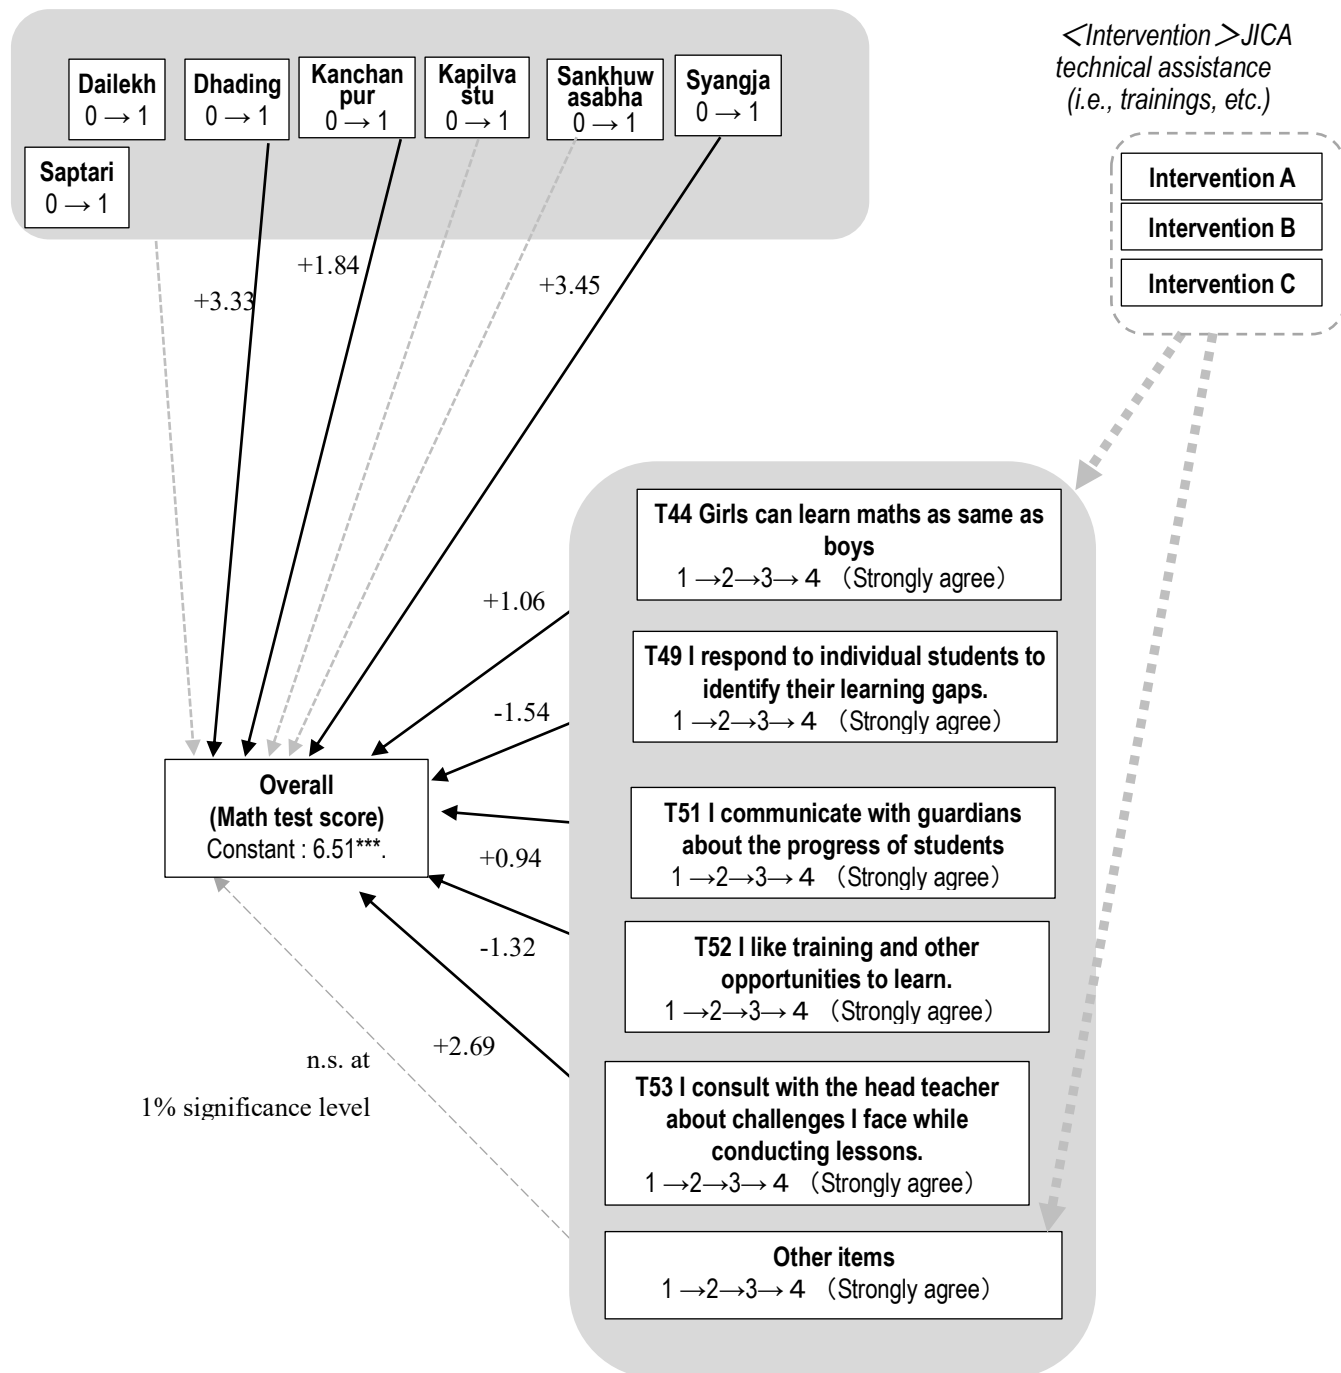 Dailekh
0 → 1
Dhading
0 → 1
Kanchan
pur
0 → 1
Kapilva
stu
0 → 1
Sankhuw
asabha
0 → 1
Syangja
0 → 1
Saptari
0 → 1
＜Intervention＞JICA
technical assistance
(i.e., trainings, etc.)
Intervention A
Intervention B
Intervention C
+3.33
+1.84
+3.45
T44 Girls can learn maths as same as
boys
1 →2→3→ 4 （Strongly agree）
+1.06
T49 I respond to individual students to
identify their learning gaps.
1 →2→3→ 4 （Strongly agree）
-1.54
Overall
(Math test score)
Constant : 6.51***.
T51 I communicate with guardians
about the progress of students
1 →2→3→ 4 （Strongly agree）
+0.94
T52 I like training and other
opportunities to learn.
1 →2→3→ 4 （Strongly agree）
-1.32
T53 I consult with the head teacher
about challenges I face while
conducting lessons.
1 →2→3→ 4 （Strongly agree）
+2.69
n.s. at
1% significance level
Other items
1 →2→3→ 4 （Strongly agree）